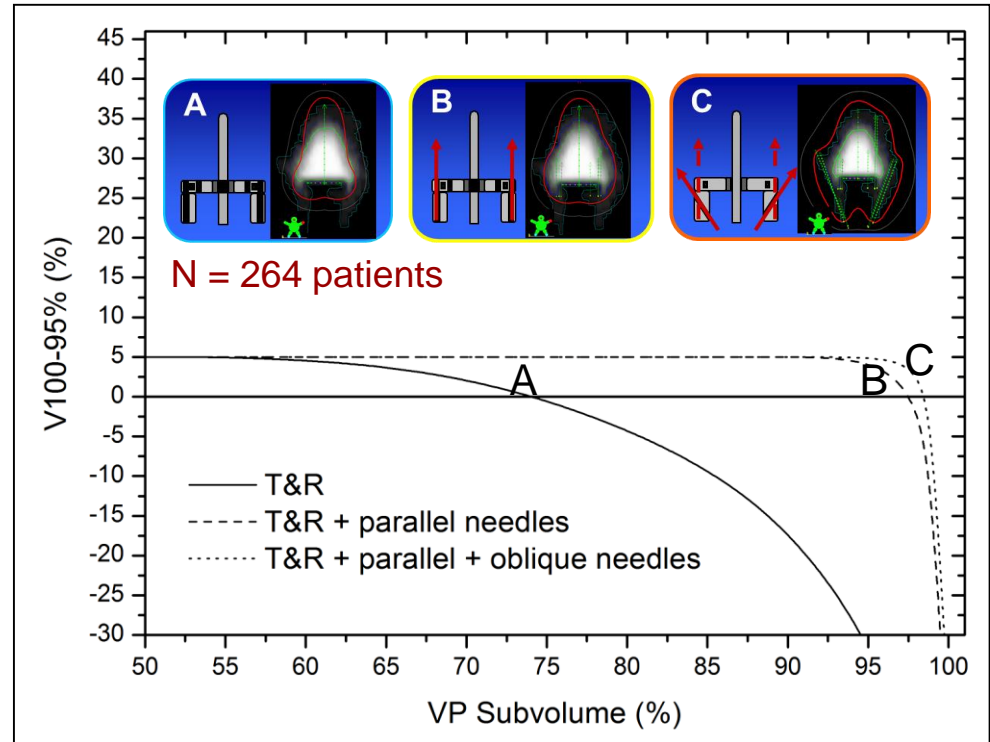 A
B
C
N = 264 patients
V100-95% (%)
45
40
35
30
25
20
15
10
5
0
-5
-10
-15
-20
-25
-30
A
B
C
T&R
T&R + parallel needles
T&R + parallel + oblique needles
50 55 60 65 70 75 80 85 90 95 100
VP Subvolume (%)